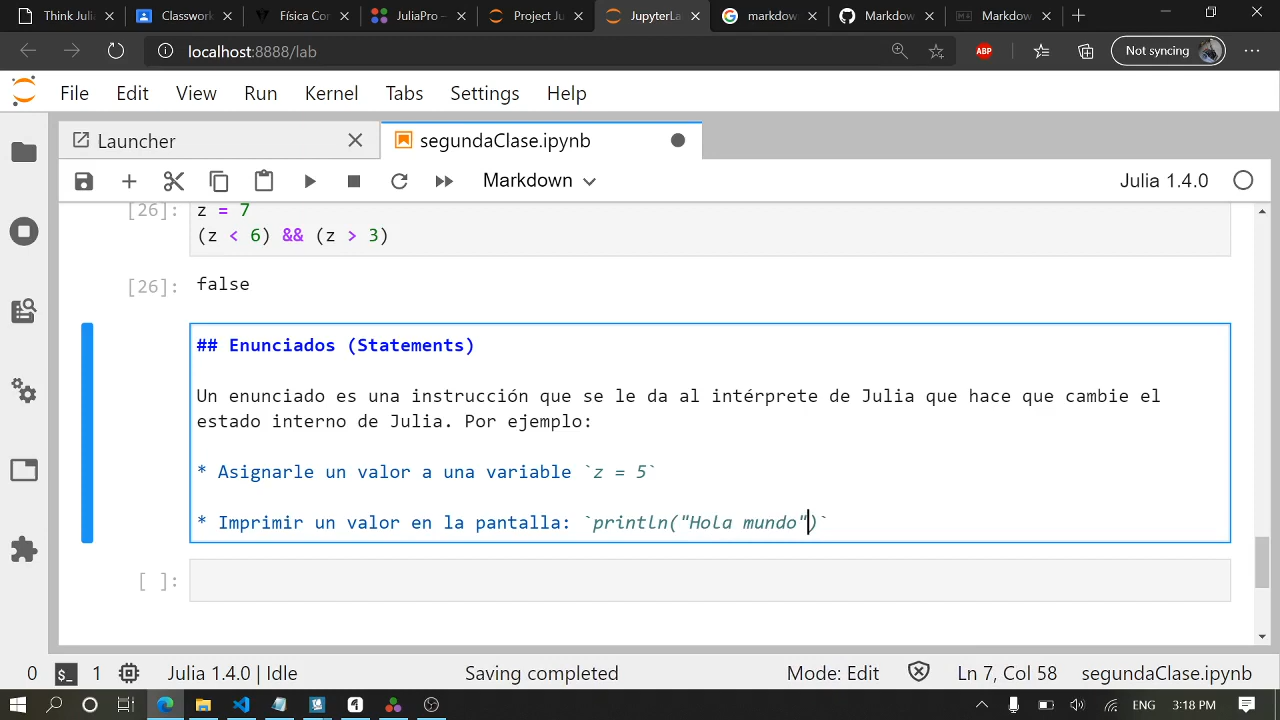 Think Julia
Classwork
Física Con
JuliaPro –
Project Ju
JupyterLa
markdow
Markdow
Markdow
localhost:8888/lab
ABP
Not syncing
File Edit View Run Kernel Tabs Settings Help
Launcher
segundaClase.ipynb
Markdown
Julia 1.4.0
[26]: z = 7
(z < 6) && (z > 3)
[26]: false
## Enunciados (Statements)
Un enunciado es una instrucción que se le da al intérprete de Julia que hace que cambie el
estado interno de Julia. Por ejemplo:
* Asignarle un valor a una variable `z = 5`
* Imprimir un valor en la pantalla: `println("Hola mundo")`
[ ]:
0 1 Julia 1.4.0 | Idle Saving completed Mode: Edit Ln 7, Col 58 segundaClase.ipynb
ENG 3:18 PM